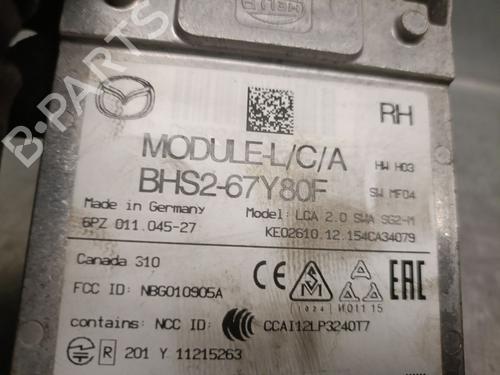 RH
MODULE-L/C/A
HW H03
BHS2-67Y80F
SW MF04
Made in Germany
Model: LCA 2.0 SWA SG2-M
6PZ 011.045-27
KE02610.12.154CA34079
Canada 310
FCC ID: NBG010905A
CE
EAC
1024
contains: NCC ID:
CCAI12LP3240T7
R 201 Y 11215263
B-PARTS